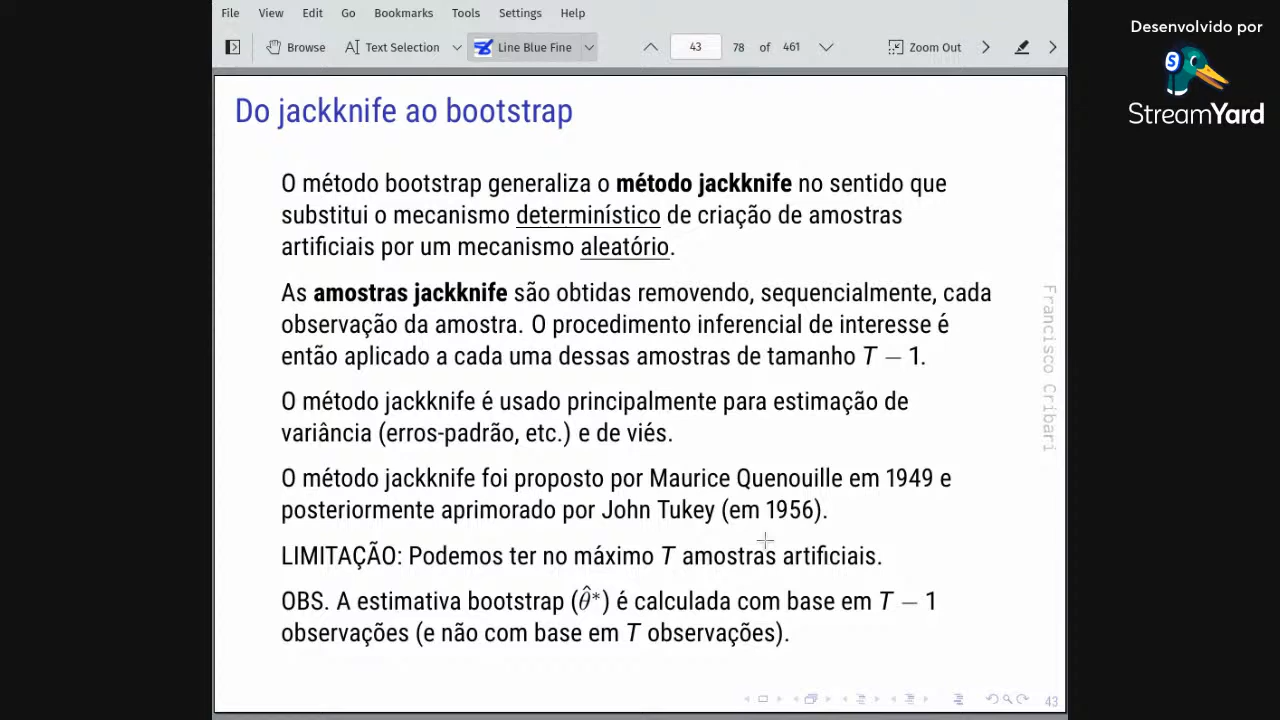 File View Edit Go Bookmarks Tools Settings Help
Browse Text Selection Line Blue Fine 43 78 of 461 Zoom Out
Desenvolvido por
StreamYard
Do jackknife ao bootstrap
O método bootstrap generaliza o método jackknife no sentido que
substitui o mecanismo determinístico de criação de amostras
artificiais por um mecanismo aleatório.
As amostras jackknife são obtidas removendo, sequencialmente, cada
observação da amostra. O procedimento inferencial de interesse é
então aplicado a cada uma dessas amostras de tamanho T − 1.
O método jackknife é usado principalmente para estimação de
variância (erros-padrão, etc.) e de viés.
O método jackknife foi proposto por Maurice Quenouille em 1949 e
posteriormente aprimorado por John Tukey (em 1956).
LIMITAÇÃO: Podemos ter no máximo T amostras artificiais.
OBS. A estimativa bootstrap (θ̂*) é calculada com base em T − 1
observações (e não com base em T observações).
Francisco Cribari
43